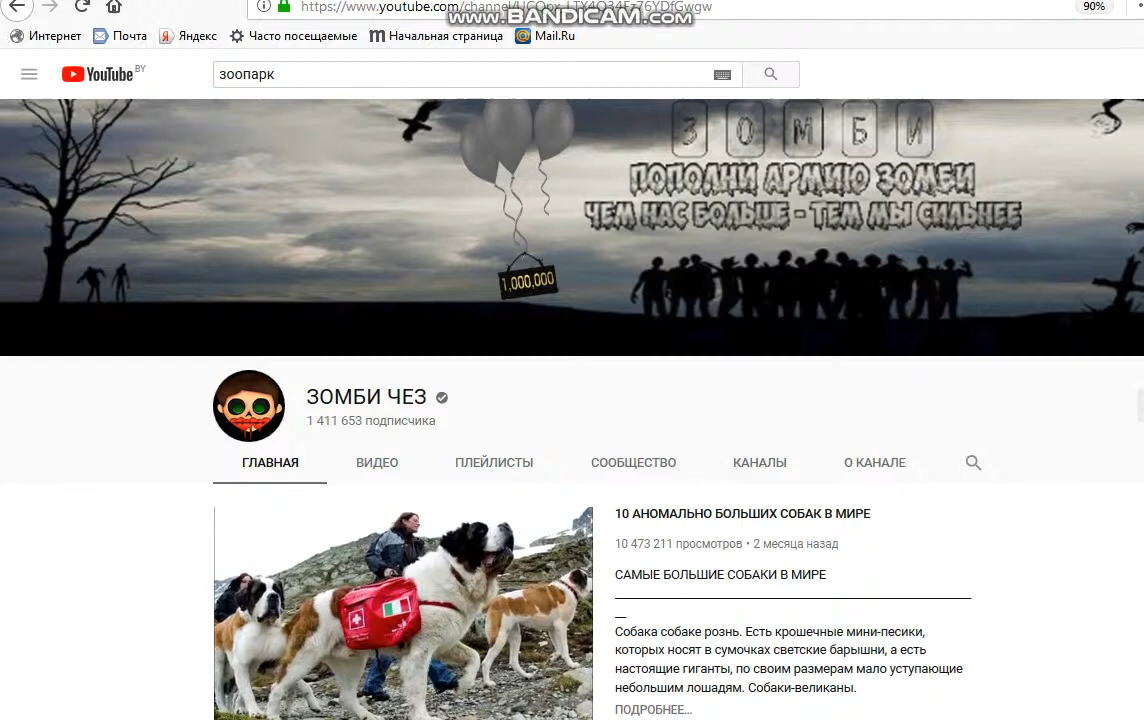 www.BANDICAM.com
90%
Интернет Почта Яндекс Часто посещаемые Начальная страница Mail.Ru
YouTube BY
зоопарк
ЗОМБИ
ПОПОЛНИ АРМИЮ ЗОМБИ
ЧЕМ НАС БОЛЬШЕ - ТЕМ МЫ СИЛЬНЕЕ
1,000,000
ЗОМБИ ЧЕЗ
1 411 653 подписчика
ГЛАВНАЯ ВИДЕО ПЛЕЙЛИСТЫ СООБЩЕСТВО КАНАЛЫ О КАНАЛЕ
10 АНОМАЛЬНО БОЛЬШИХ СОБАК В МИРЕ
10 473 211 просмотров • 2 месяца назад
САМЫЕ БОЛЬШИЕ СОБАКИ В МИРЕ
Собака собаке рознь. Есть крошечные мини-песики,
которых носят в сумочках светские барышни, а есть
настоящие гиганты, по своим размерам мало уступающие
небольшим лошадям. Собаки-великаны.
ПОДРОБНЕЕ...